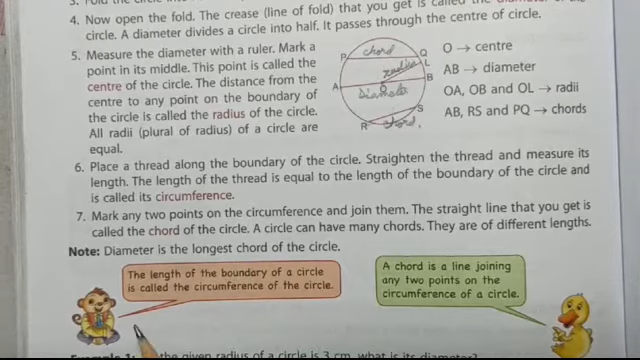 4. Now open the fold. The crease (line of fold) that you get is called the
circle. A diameter divides a circle into half. It passes through the centre of circle.
5. Measure the diameter with a ruler. Mark a
point in its middle. This point is called the
centre of the circle. The distance from the
centre to any point on the boundary of
the circle is called the radius of the circle.
All radii (plural of radius) of a circle are
equal.
P chord Q
L
radius
A O B
Diameter
R chord S
O → centre
AB → diameter
OA, OB and OL → radii
AB, RS and PQ → chords
6. Place a thread along the boundary of the circle. Straighten the thread and measure its
length. The length of the thread is equal to the length of the boundary of the circle and
is called its circumference.
7. Mark any two points on the circumference and join them. The straight line that you get is
called the chord of the circle. A circle can have many chords. They are of different lengths.
Note: Diameter is the longest chord of the circle.
The length of the boundary of a circle
is called the circumference of the circle.
A chord is a line joining
any two points on the
circumference of a circle.
the given radius of a circle is 3 cm, what is its diameter?